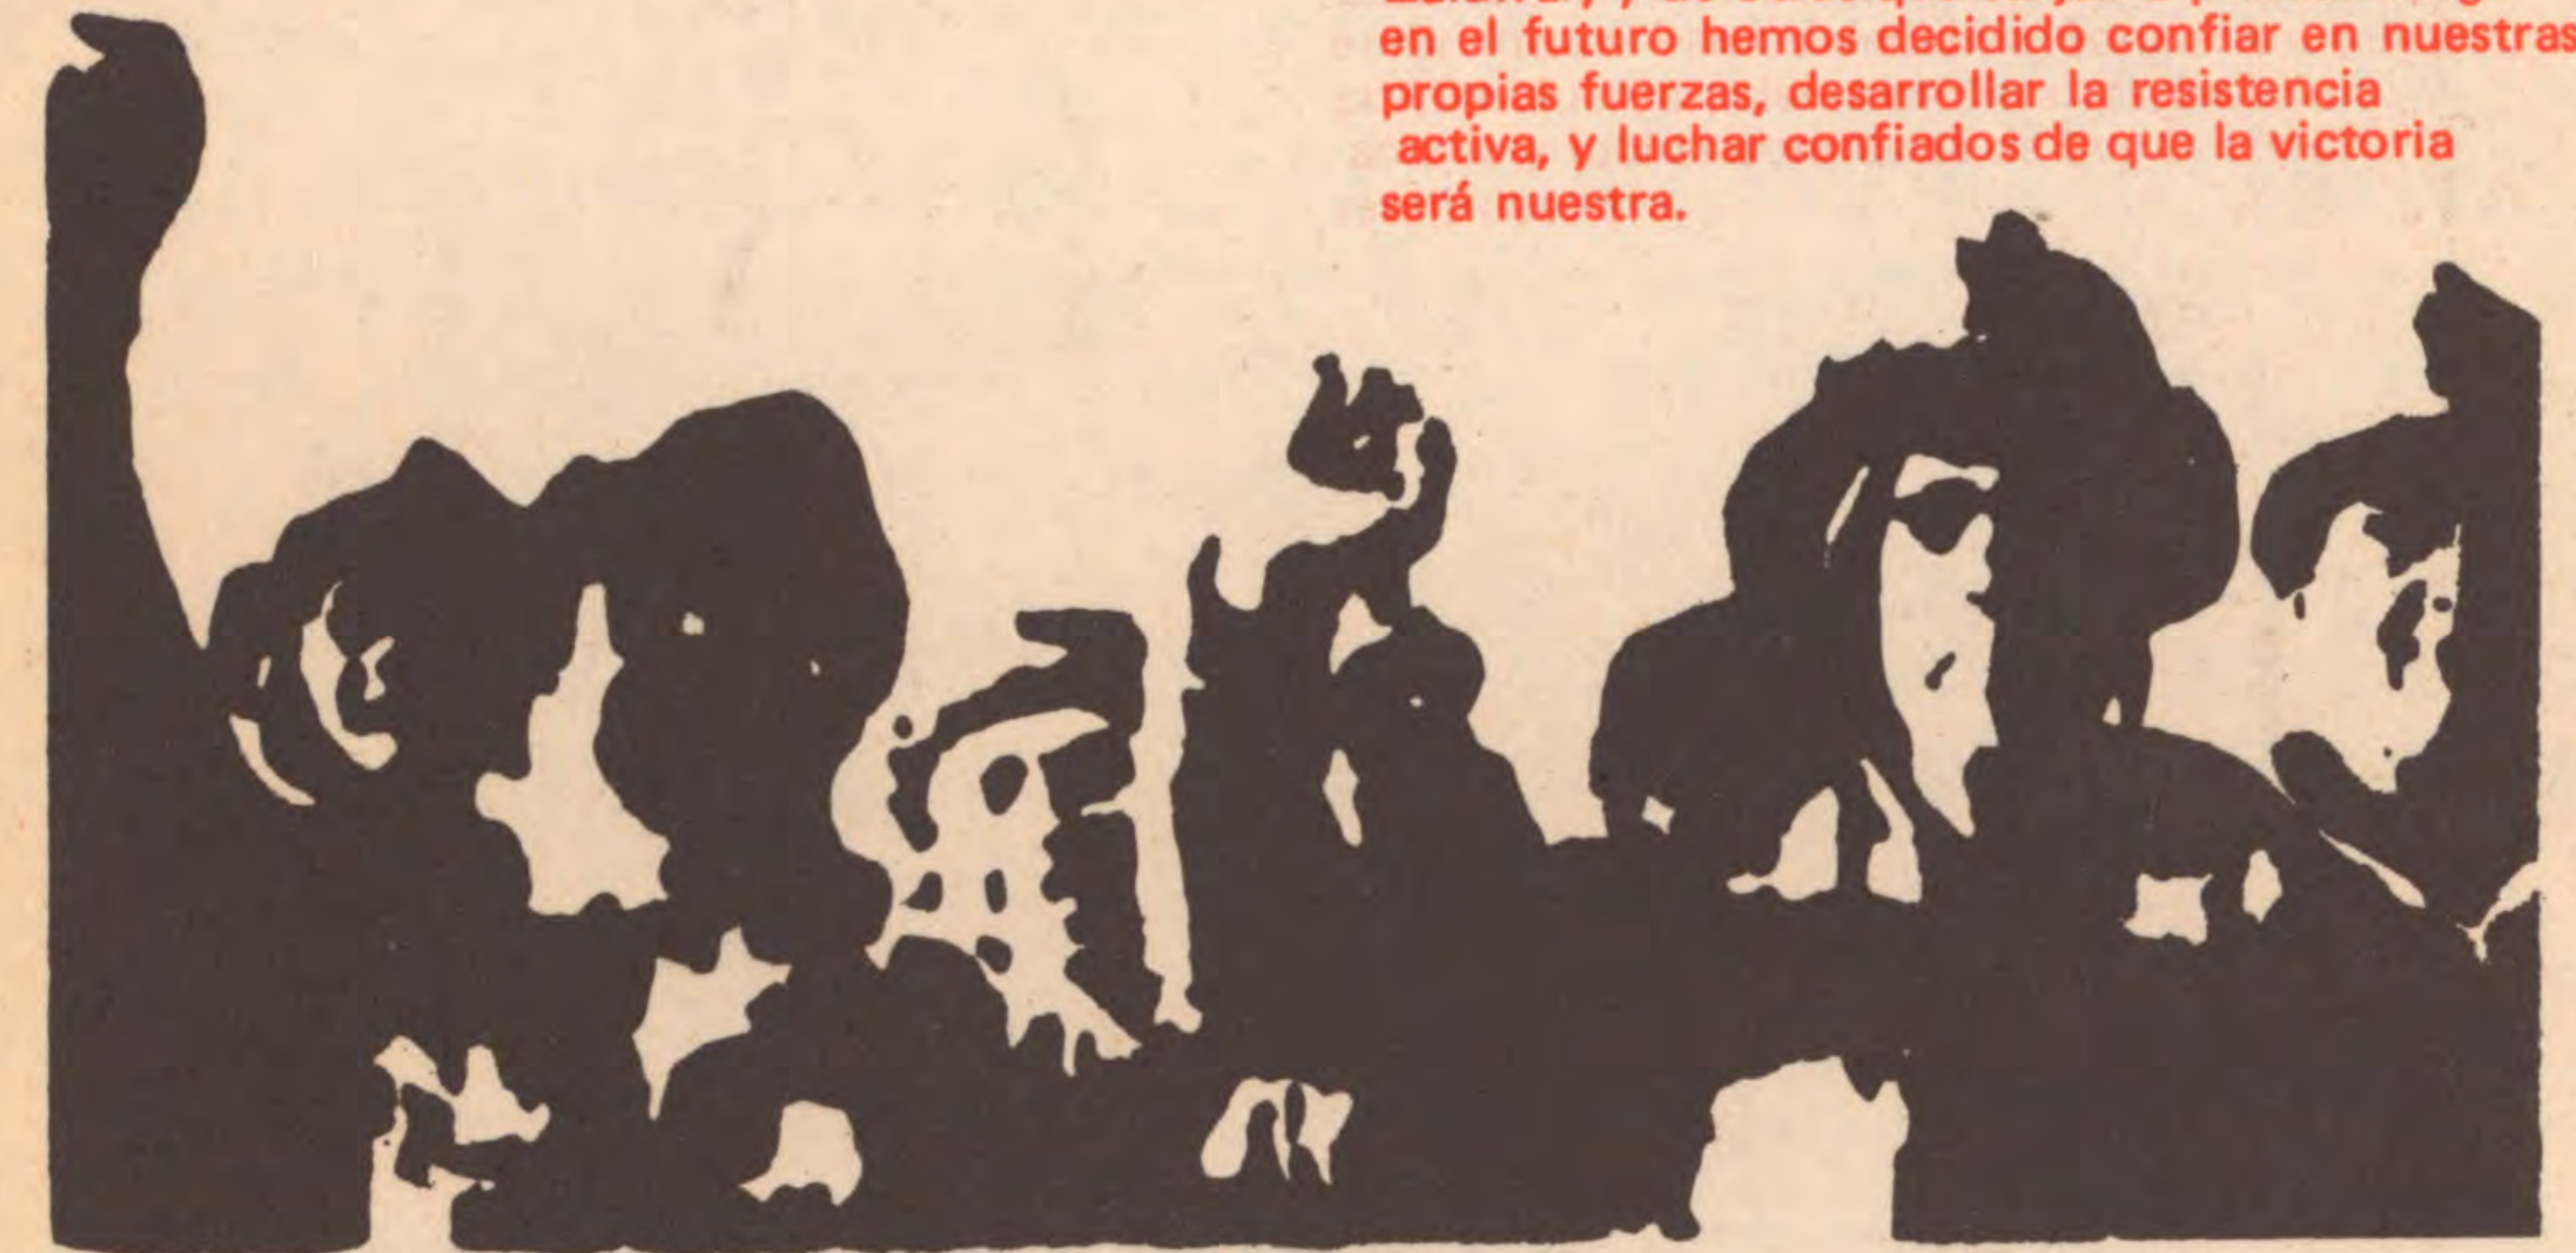 en el futuro hemos decidido confiar en nuestras
propias fuerzas, desarrollar la resistencia
activa, y luchar confiados de que la victoria
será nuestra.